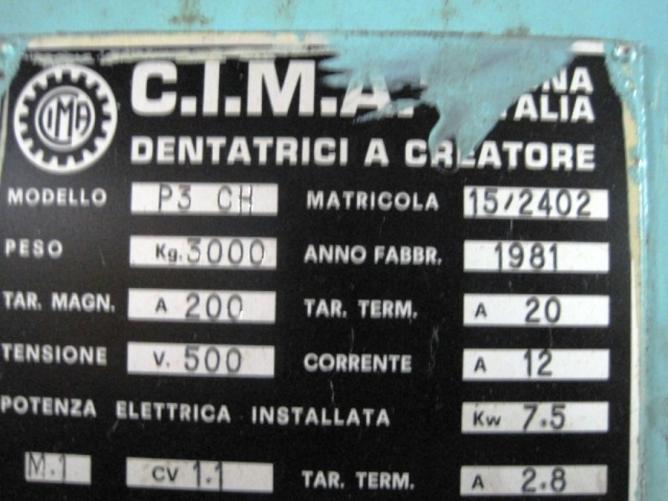 CIMA
C.I.M.A. NA
ALIA
DENTATRICI A CREATORE
MODELLO P3 CH MATRICOLA 15/2402
PESO Kg. 3000 ANNO FABBR. 1981
TAR. MAGN. A 200 TAR. TERM. A 20
TENSIONE V. 500 CORRENTE A 12
POTENZA ELETTRICA INSTALLATA Kw 7.5
M.1 CV 1.1 TAR. TERM. A 2.8